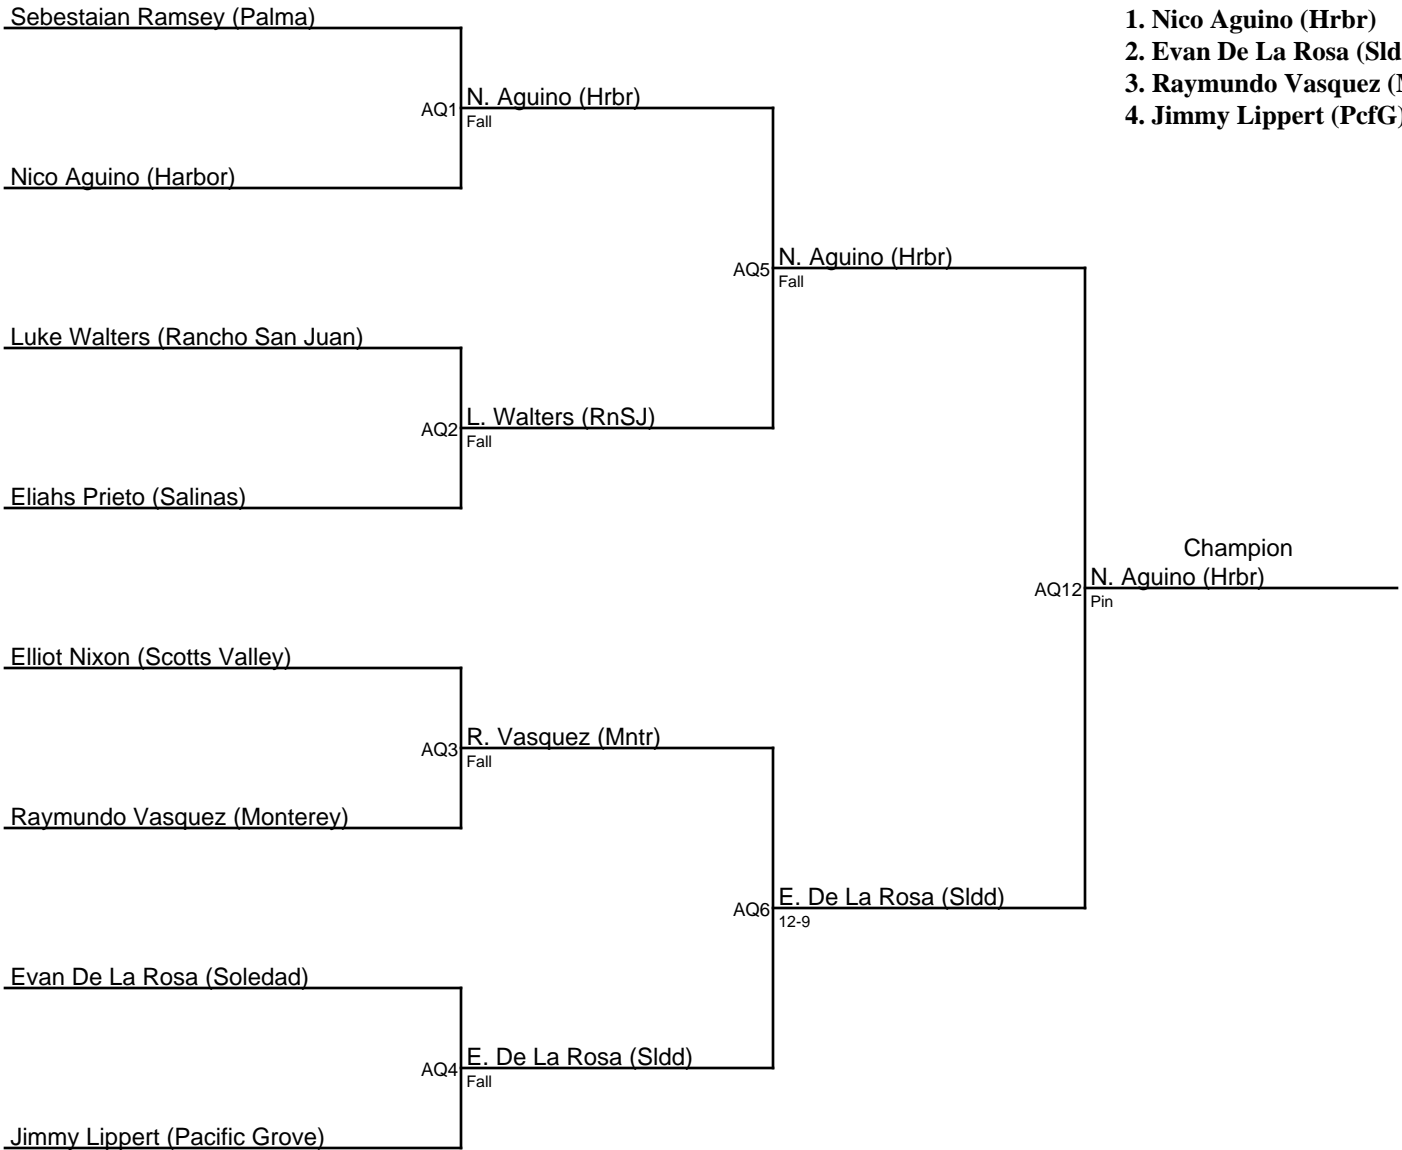 Sebestaian Ramsey (Palma)
1. Nico Aguino (Hrbr)
2. Evan De La Rosa (Sld
3. Raymundo Vasquez (
4. Jimmy Lippert (PcfG)
AQ1 N. Aguino (Hrbr)
Fall
Nico Aguino (Harbor)
AQ5 N. Aguino (Hrbr)
Fall
Luke Walters (Rancho San Juan)
AQ2 L. Walters (RnSJ)
Fall
Eliahs Prieto (Salinas)
Champion
AQ12 N. Aguino (Hrbr)
Pin
Elliot Nixon (Scotts Valley)
AQ3 R. Vasquez (Mntr)
Fall
Raymundo Vasquez (Monterey)
AQ6 E. De La Rosa (Sldd)
12-9
Evan De La Rosa (Soledad)
AQ4 E. De La Rosa (Sldd)
Fall
Jimmy Lippert (Pacific Grove)